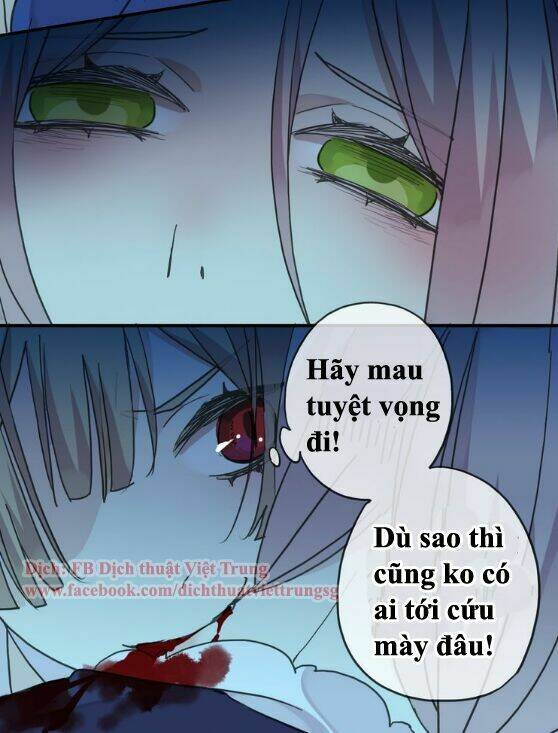 Hãy mau
tuyệt vọng
đi!
Dù sao thì
cũng ko có
ai tới cứu
mày đâu!
Dịch: FB Dịch thuật Việt Trung
www.facebook.com/dichthuatviettrungsg